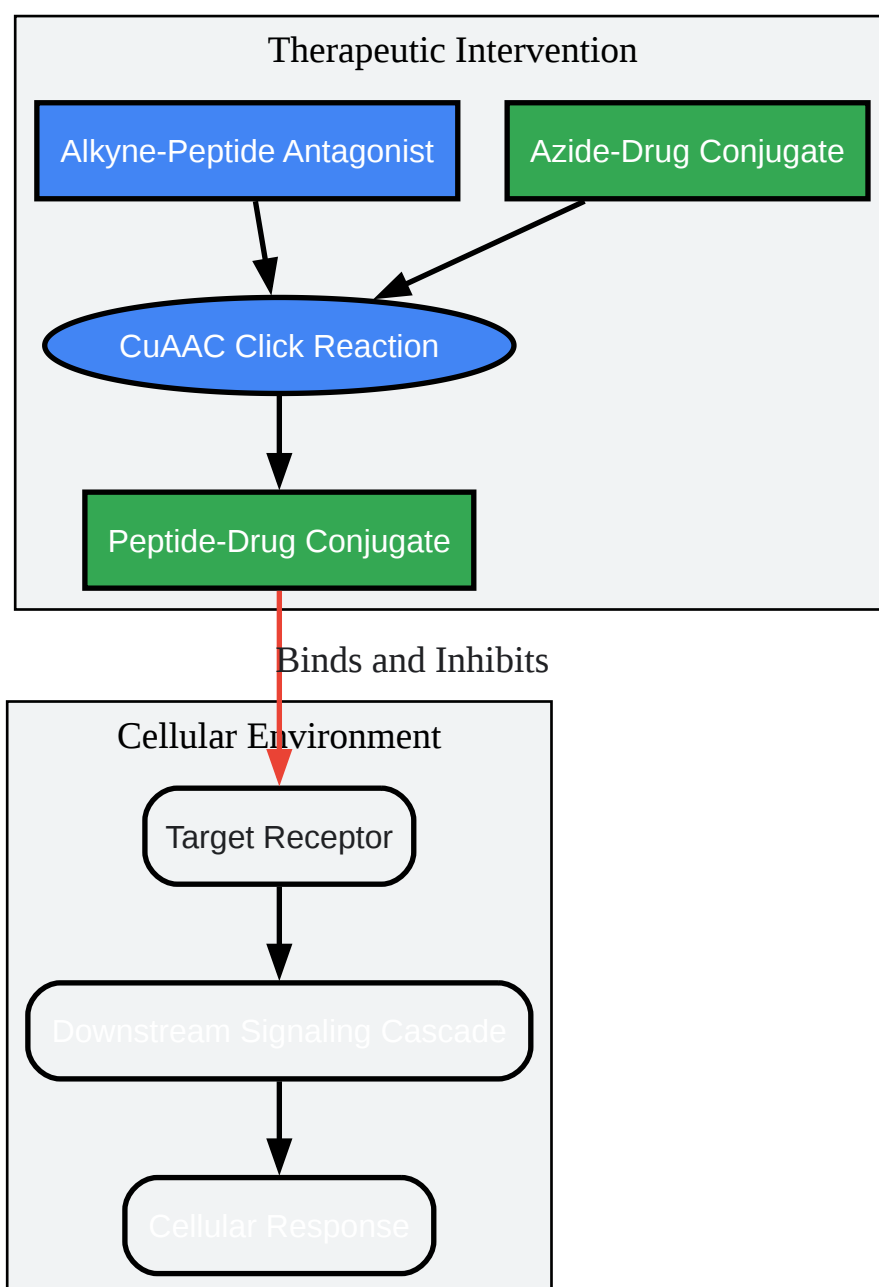 Therapeutic Intervention
Alkyne-Peptide Antagonist
Azide-Drug Conjugate
CuAAC Click Reaction
Peptide-Drug Conjugate
Binds and Inhibits
Cellular Environment
Target Receptor
Downstream Signaling Cascade
Cellular Response